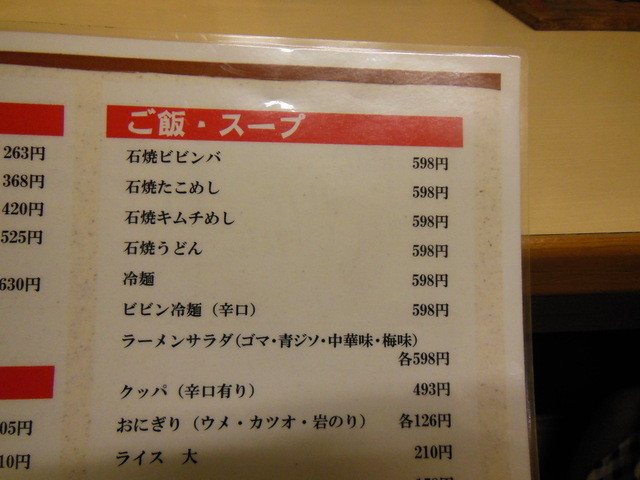 263円
368円
420円
525円
630円
ご飯・スープ
石焼ビビンバ 598円
石焼たこめし 598円
石焼キムチめし 598円
石焼うどん 598円
冷麺 598円
ビビン冷麺（辛口） 598円
ラーメンサラダ(ゴマ・青ジソ・中華味・梅味)
各598円
クッパ（辛口有り） 493円
おにぎり（ウメ・カツオ・岩のり） 各126円
ライス 大 210円
05円
10円